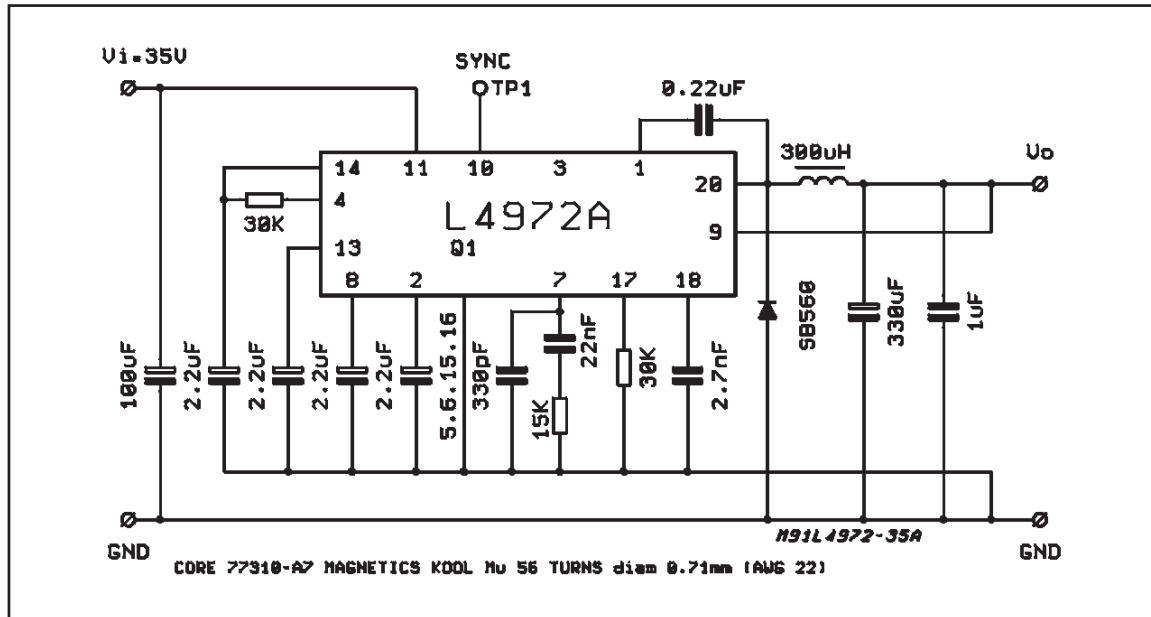 Vi=35V
SYNC
TP1
0.22uF
300uH
Vo
14
11
10
3
1
20
4
30K
L4972A
9
13
Q1
8
2
7
17
18
100uF
2.2uF
2.2uF
2.2uF
2.2uF
5.6.15.16
330pF
22nF
15K
30K
2.7nF
SB560
330uF
1uF
M91L4972-35A
GND
GND
CORE 77310-A7 MAGNETICS KOOL Mu 56 TURNS diam 0.71mm (AWG 22)